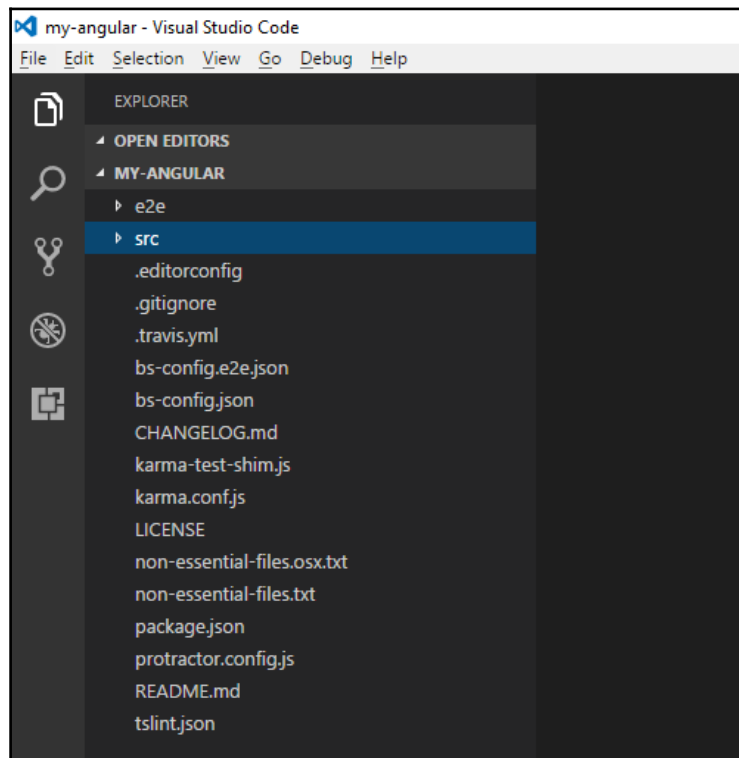 my-angular - Visual Studio Code
File Edit Selection View Go Debug Help
EXPLORER
OPEN EDITORS
MY-ANGULAR
e2e
src
.editorconfig
.gitignore
.travis.yml
bs-config.e2e.json
bs-config.json
CHANGELOG.md
karma-test-shim.js
karma.conf.js
LICENSE
non-essential-files.osx.txt
non-essential-files.txt
package.json
protractor.config.js
README.md
tslint.json